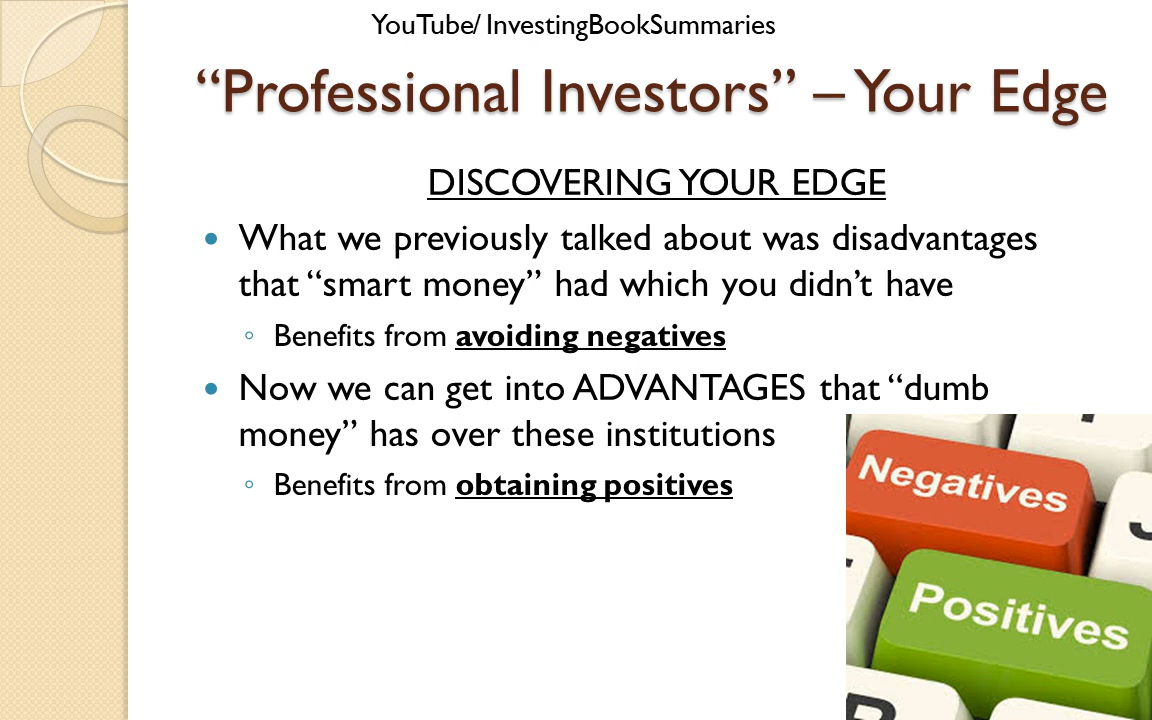 YouTube/ InvestingBookSummaries
“Professional Investors” – Your Edge
DISCOVERING YOUR EDGE
What we previously talked about was disadvantages
that “smart money” had which you didn’t have
Benefits from avoiding negatives
Now we can get into ADVANTAGES that “dumb
money” has over these institutions
Benefits from obtaining positives
Negatives
Positives